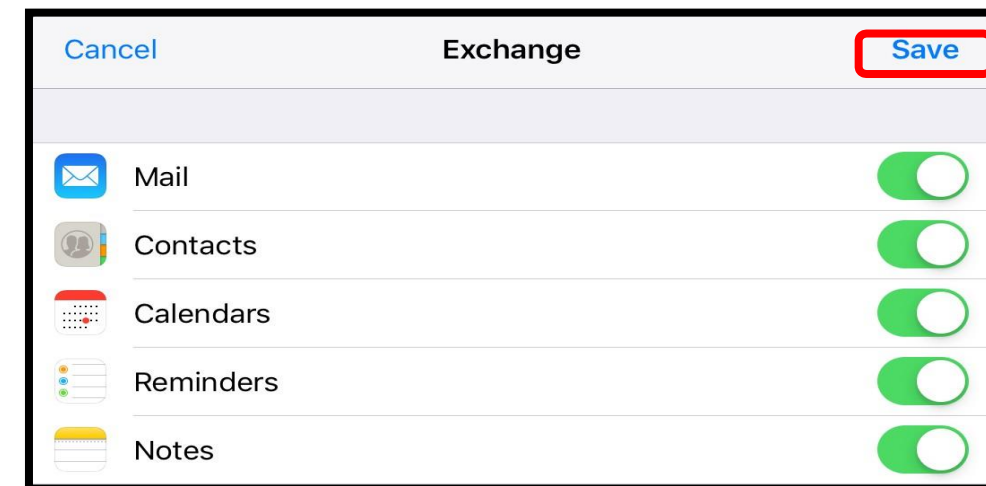 Cancel Exchange Save
Mail
Contacts
Calendars
Reminders
Notes